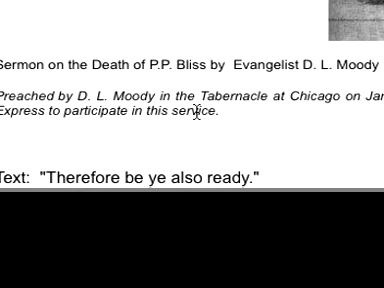 Sermon on the Death of P.P. Bliss by Evangelist D. L. Moody
Preached by D. L. Moody in the Tabernacle at Chicago on Jan
Express to participate in this service.
Text: "Therefore be ye also ready."